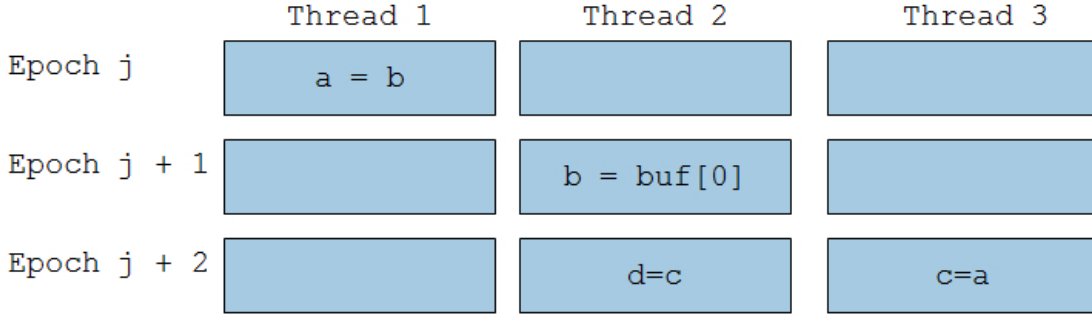 Thread 1 Thread 2 Thread 3
Epoch j a = b
Epoch j + 1 b = buf[0]
Epoch j + 2 d=c c=a